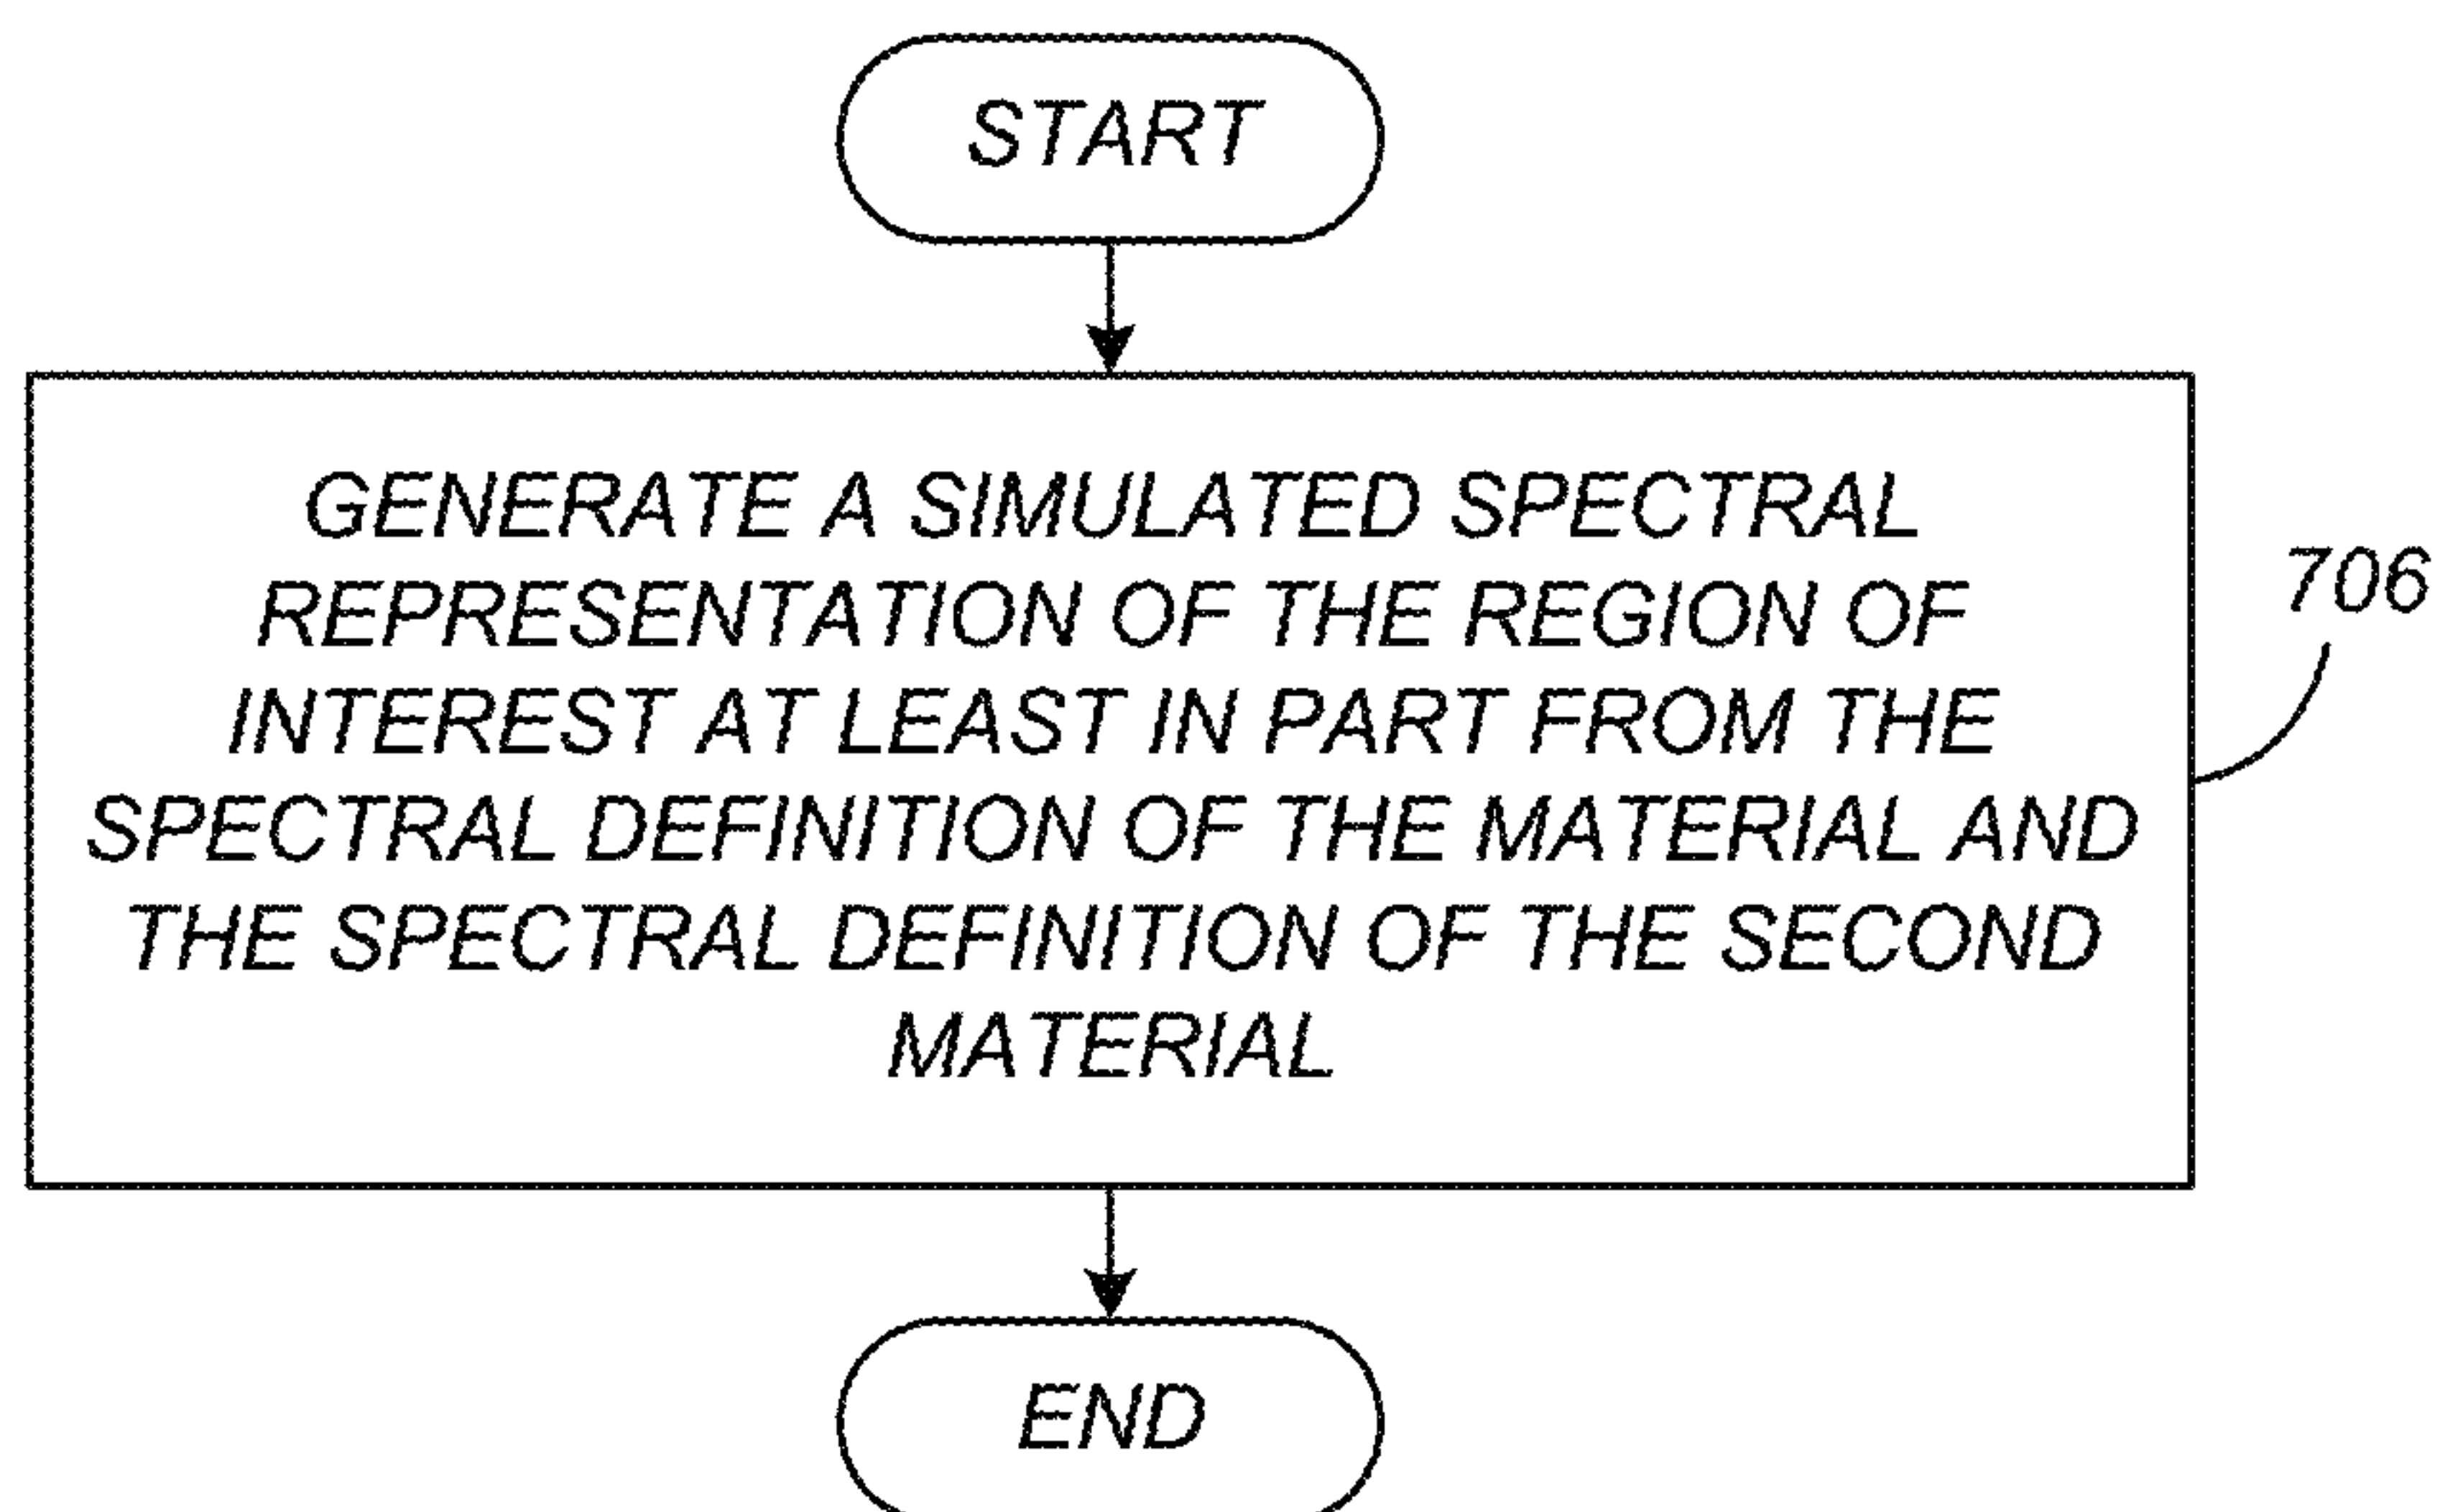 START
GENERATE A SIMULATED SPECTRAL
REPRESENTATION OF THE REGION OF
INTEREST AT LEAST IN PART FROM THE
SPECTRAL DEFINITION OF THE MATERIAL AND
THE SPECTRAL DEFINITION OF THE SECOND
MATERIAL
706
END